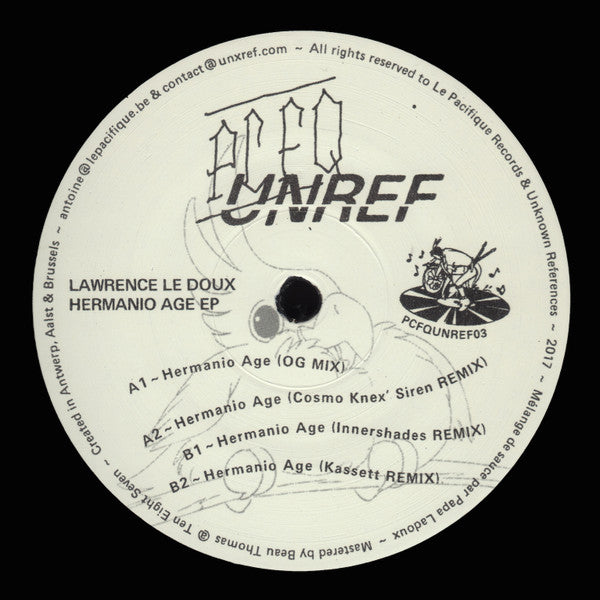 antoine@lepacifique.be & contact@unxref.com ~ All rights reserved to Le Pacifique Records & Unknown References ~ 2017 ~ Mélange de sauce par Papa Ladoux ~ Mastered by Beau Thomas @ Ten Eight Seven ~ Created in Antwerp, Aalst & Brussels ~
PCFQ
UNREF
LAWRENCE LE DOUX
HERMANIO AGE EP
PCFQUNREF03
A1~Hermanio Age (OG MIX)
A2~Hermanio Age (Cosmo Knex' Siren REMIX)
B1~Hermanio Age (Innershades REMIX)
B2~Hermanio Age (Kassett REMIX)